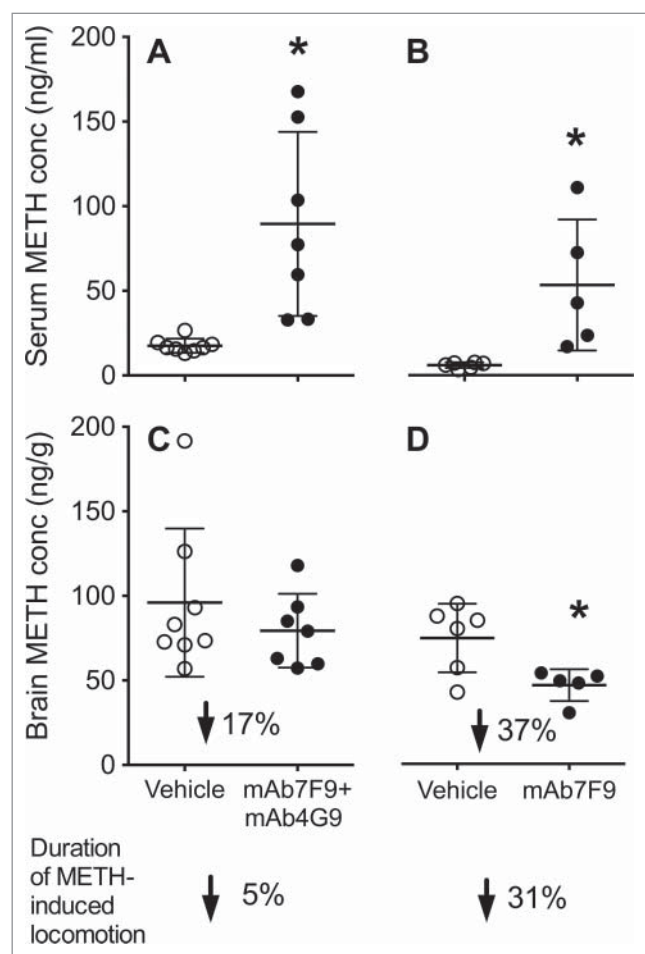 Serum METH conc (ng/ml)
200
150
100
50
0
A
*
B
*
Brain METH conc (ng/g)
200
150
100
50
0
C
17%
D
*
37%
Vehicle
mAb7F9+
mAb4G9
Vehicle
mAb7F9
Duration
of METH-
induced
locomotion
5%
31%